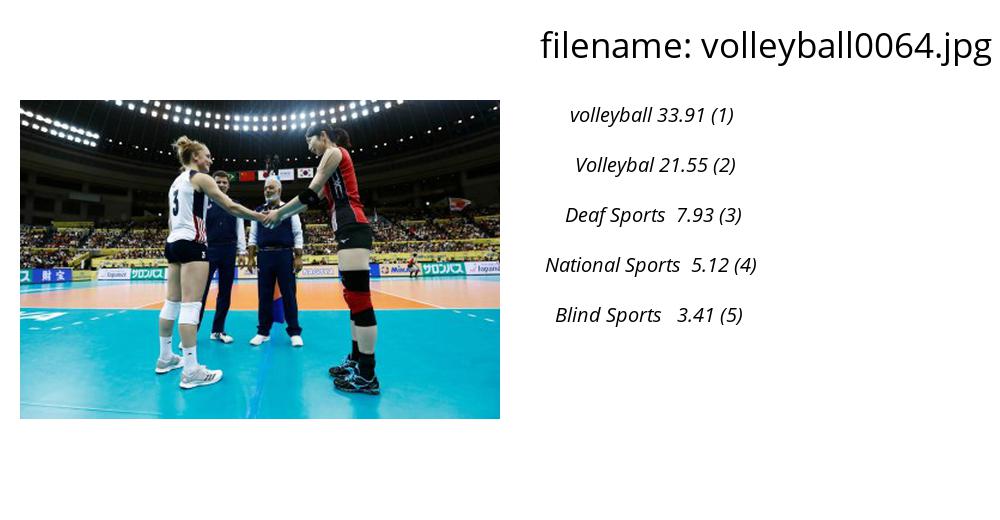 filename: volleyball0064.jpg
volleyball 33.91 (1)
Volleybal 21.55 (2)
Deaf Sports 7.93 (3)
National Sports 5.12 (4)
Blind Sports 3.41 (5)
3
財宝
サロンパス
サロンパス